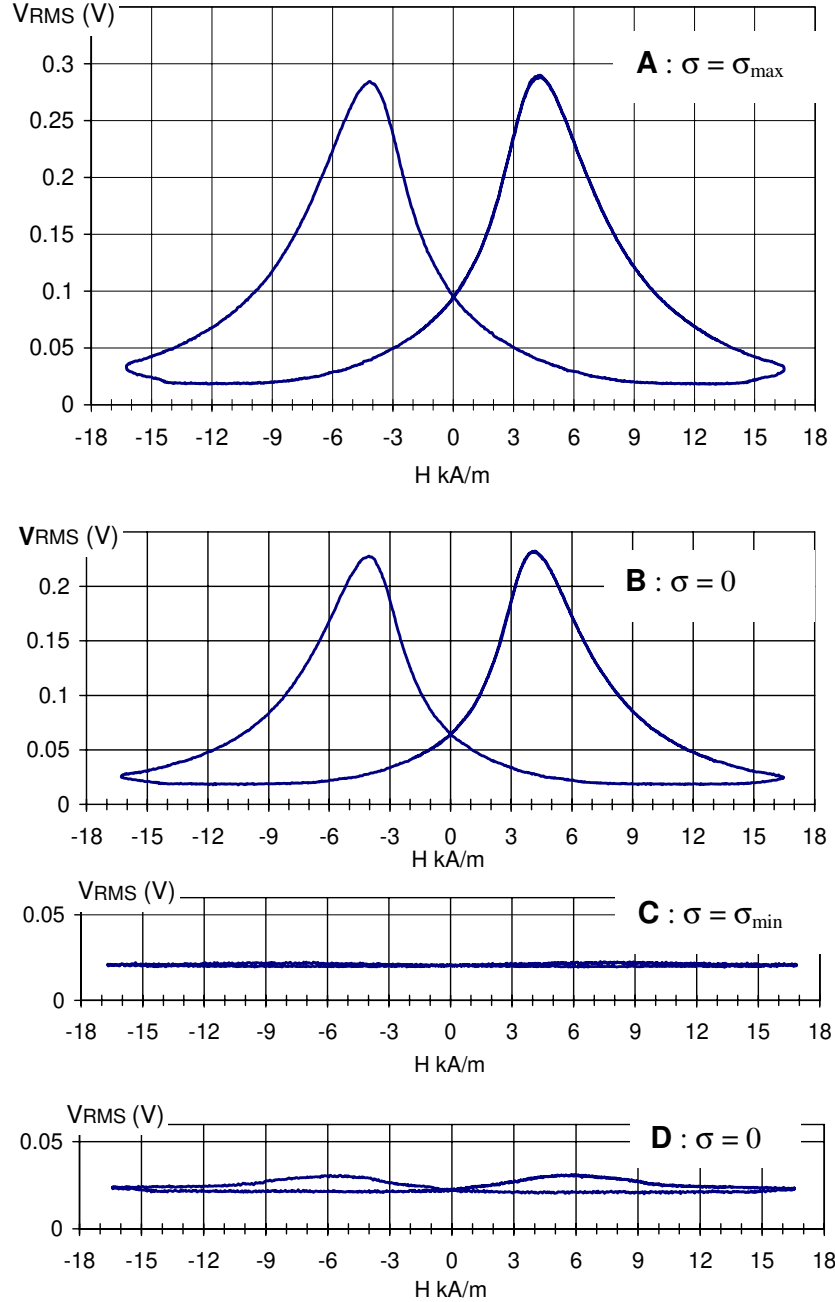 VRMS (V)
A : σ = σmax
0.3
0.25
0.2
0.15
0.1
0.05
0
-18 -15 -12 -9 -6 -3 0 3 6 9 12 15 18
H kA/m
VRMS (V)
B : σ = 0
0.2
0.15
0.1
0.05
0
-18 -15 -12 -9 -6 -3 0 3 6 9 12 15 18
H kA/m
VRMS (V)
C : σ = σmin
0.05
0
-18 -15 -12 -9 -6 -3 0 3 6 9 12 15 18
H kA/m
VRMS (V)
D : σ = 0
0.05
0
-18 -15 -12 -9 -6 -3 0 3 6 9 12 15 18
H kA/m